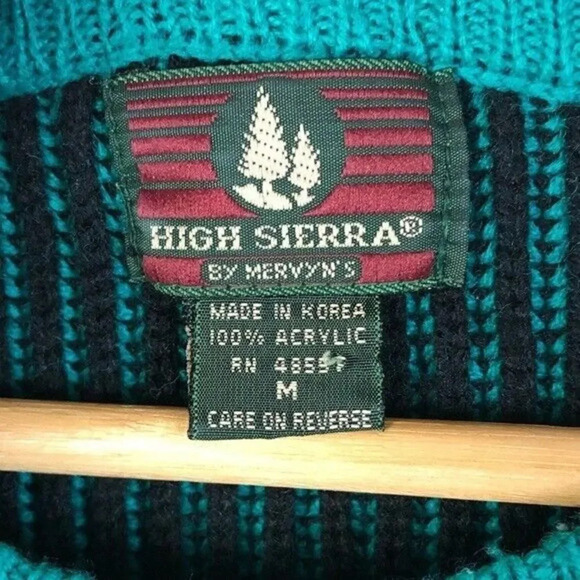 HIGH SIERRA®
BY MERVYN'S
MADE IN KOREA
100% ACRYLIC
RN
M
CARE ON REVERSE